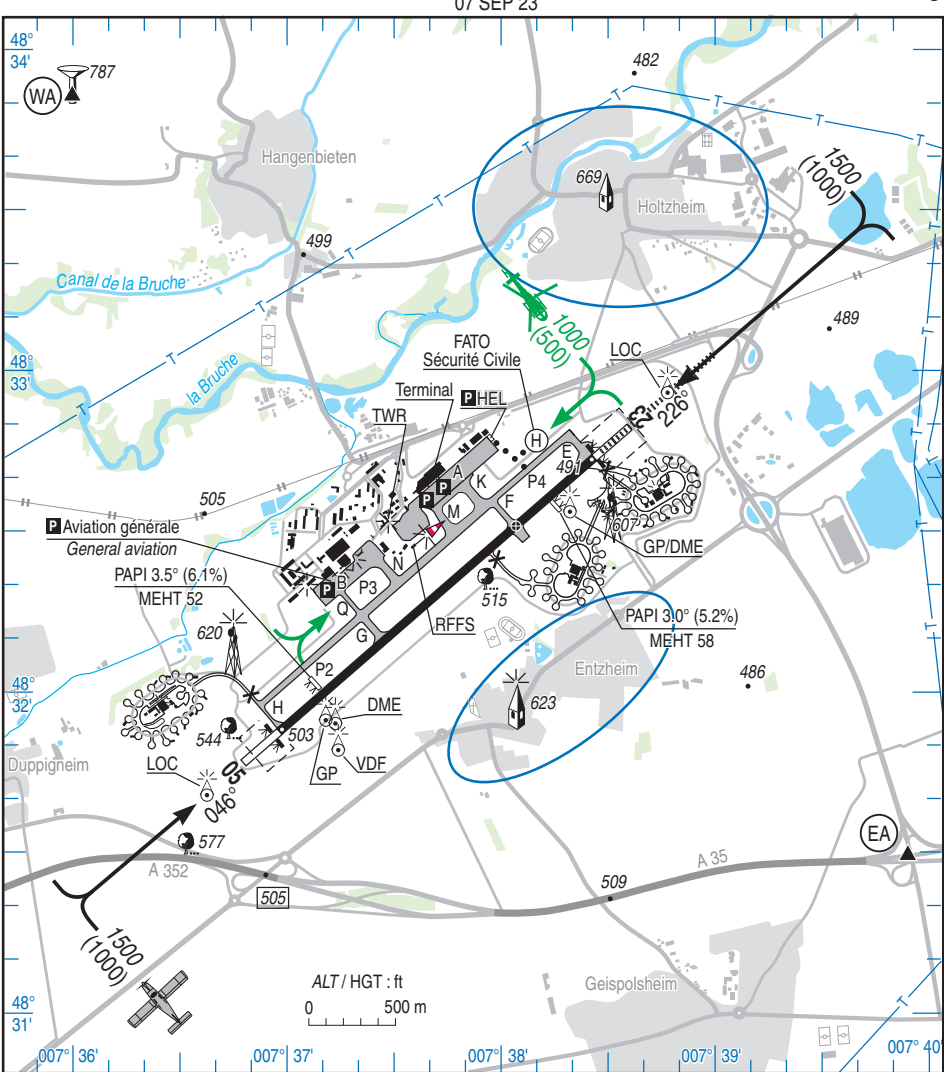 07 SEP 23
48°
34'
WA
787
482
Hangenbieten
669
Holtzheim
1500
(1000)
499
Canal de la Bruche
489
1000
(500)
FATO
Sécurité Civile
LOC
48°
33'
la Bruche
Terminal
P HEL
TWR
226°
23
H
E
491
A
K
P4
F
P
P
M
505
607
P Aviation générale
General aviation
GP/DME
N
PAPI 3.5° (6.1%)
MEHT 52
B
P3
P
515
Q
RFFS
PAPI 3.0° (5.2%)
MEHT 58
G
620
Entzheim
P2
486
48°
32'
H
623
DME
503
544
VDF
GP
Duppigheim
LOC
05
046°
577
EA
A 352
A 35
505
509
1500
(1000)
ALT / HGT : ft
0 500 m
Geispolsheim
48°
31'
007° 36' 007° 37' 007° 38' 007° 39' 007° 40'
T T T T T T T T